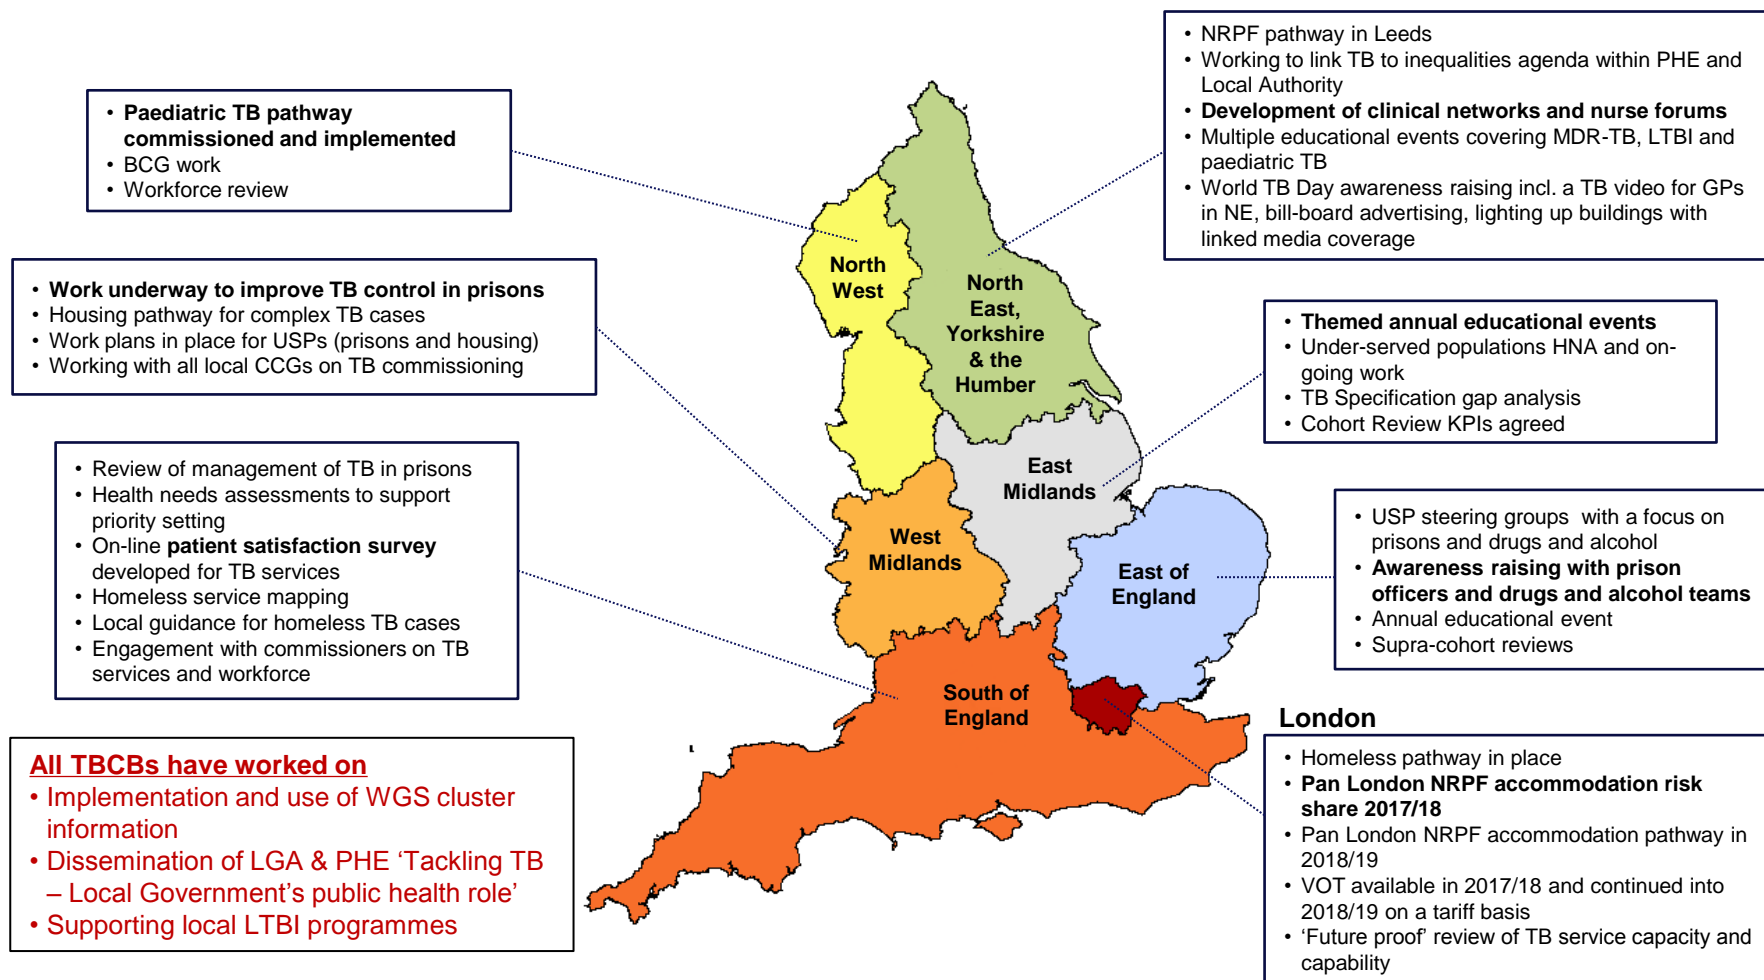 • Paediatric TB pathway
commissioned and implemented
• BCG work
• Workforce review
• NRPF pathway in Leeds
• Working to link TB to inequalities agenda within PHE and
Local Authority
• Development of clinical networks and nurse forums
• Multiple educational events covering MDR-TB, LTBI and
paediatric TB
• World TB Day awareness raising incl. a TB video for GPs
in NE, bill-board advertising, lighting up buildings with
linked media coverage
• Work underway to improve TB control in prisons
• Housing pathway for complex TB cases
• Work plans in place for USPs (prisons and housing)
• Working with all local CCGs on TB commissioning
North
West
North
East,
Yorkshire
& the
Humber
• Themed annual educational events
• Under-served populations HNA and on-
going work
• TB Specification gap analysis
• Cohort Review KPIs agreed
• Review of management of TB in prisons
• Health needs assessments to support
priority setting
• On-line patient satisfaction survey
developed for TB services
• Homeless service mapping
• Local guidance for homeless TB cases
• Engagement with commissioners on TB
services and workforce
East
Midlands
West
Midlands
East of
England
• USP steering groups with a focus on
prisons and drugs and alcohol
• Awareness raising with prison
officers and drugs and alcohol teams
• Annual educational event
• Supra-cohort reviews
South of
England
All TBCBs have worked on
• Implementation and use of WGS cluster
information
• Dissemination of LGA & PHE ‘Tackling TB
– Local Government’s public health role’
• Supporting local LTBI programmes
London
• Homeless pathway in place
• Pan London NRPF accommodation risk
share 2017/18
• Pan London NRPF accommodation pathway in
2018/19
• VOT available in 2017/18 and continued into
2018/19 on a tariff basis
• ‘Future proof’ review of TB service capacity and
capability